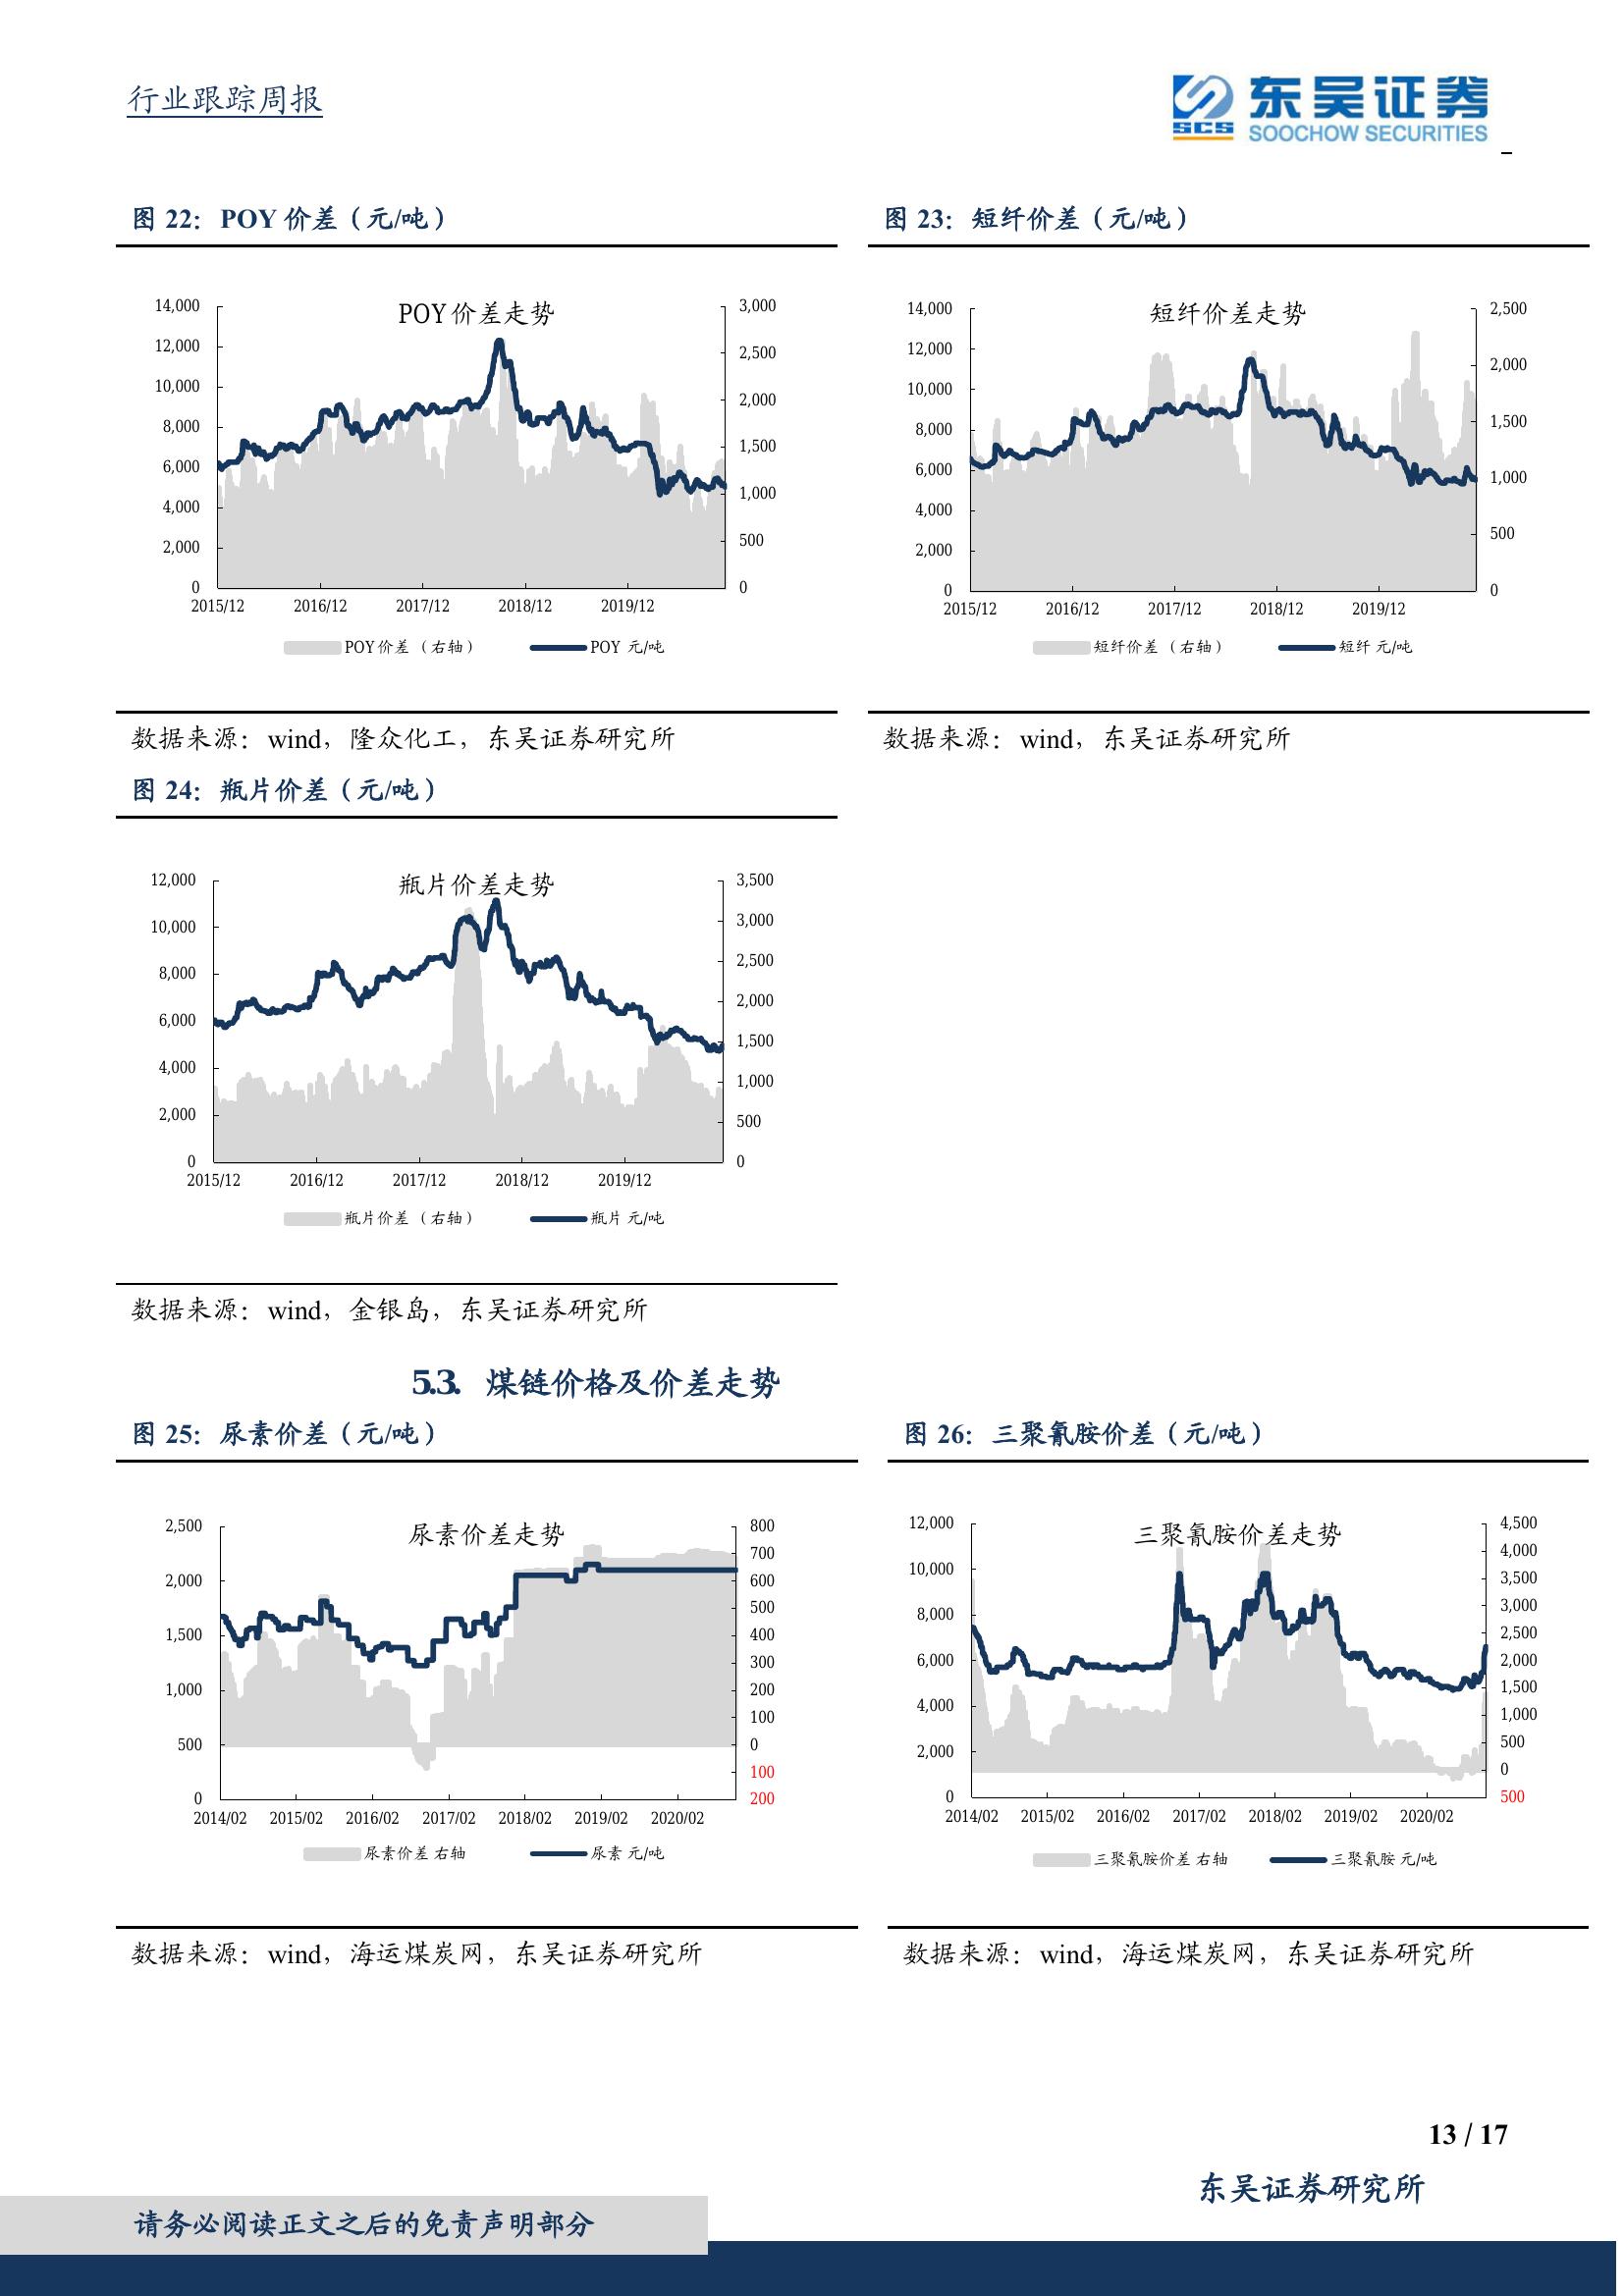 行业跟踪周报
东吴证券
SCS
SOOCHOW SECURITIES
图 22：POY 价差（元/吨）
POY 价差走势
14,000
12,000
10,000
8,000
6,000
4,000
2,000
0
3,000
2,500
2,000
1,500
1,000
500
0
2015/12 2016/12 2017/12 2018/12 2019/12
POY 价差（右轴） POY 元/吨
数据来源：wind，隆众化工，东吴证券研究所
图 23：短纤价差（元/吨）
短纤价差走势
14,000
12,000
10,000
8,000
6,000
4,000
2,000
0
2,500
2,000
1,500
1,000
500
0
2015/12 2016/12 2017/12 2018/12 2019/12
短纤价差（右轴） 短纤 元/吨
数据来源：wind，东吴证券研究所
图 24：瓶片价差（元/吨）
瓶片价差走势
12,000
10,000
8,000
6,000
4,000
2,000
0
3,500
3,000
2,500
2,000
1,500
1,000
500
0
2015/12 2016/12 2017/12 2018/12 2019/12
瓶片价差（右轴） 瓶片 元/吨
数据来源：wind，金银岛，东吴证券研究所
5.3. 煤链价格及价差走势
图 25：尿素价差（元/吨）
尿素价差走势
2,500
2,000
1,500
1,000
500
0
800
700
600
500
400
300
200
100
0
100
200
2014/02 2015/02 2016/02 2017/02 2018/02 2019/02 2020/02
尿素价差 右轴 尿素 元/吨
数据来源：wind，海运煤炭网，东吴证券研究所
图 26：三聚氰胺价差（元/吨）
三聚氰胺价差走势
12,000
10,000
8,000
6,000
4,000
2,000
0
4,500
4,000
3,500
3,000
2,500
2,000
1,500
1,000
500
0
500
2014/02 2015/02 2016/02 2017/02 2018/02 2019/02 2020/02
三聚氰胺价差 右轴 三聚氰胺 元/吨
数据来源：wind，海运煤炭网，东吴证券研究所
13 / 17
东吴证券研究所
请务必阅读正文之后的免责声明部分